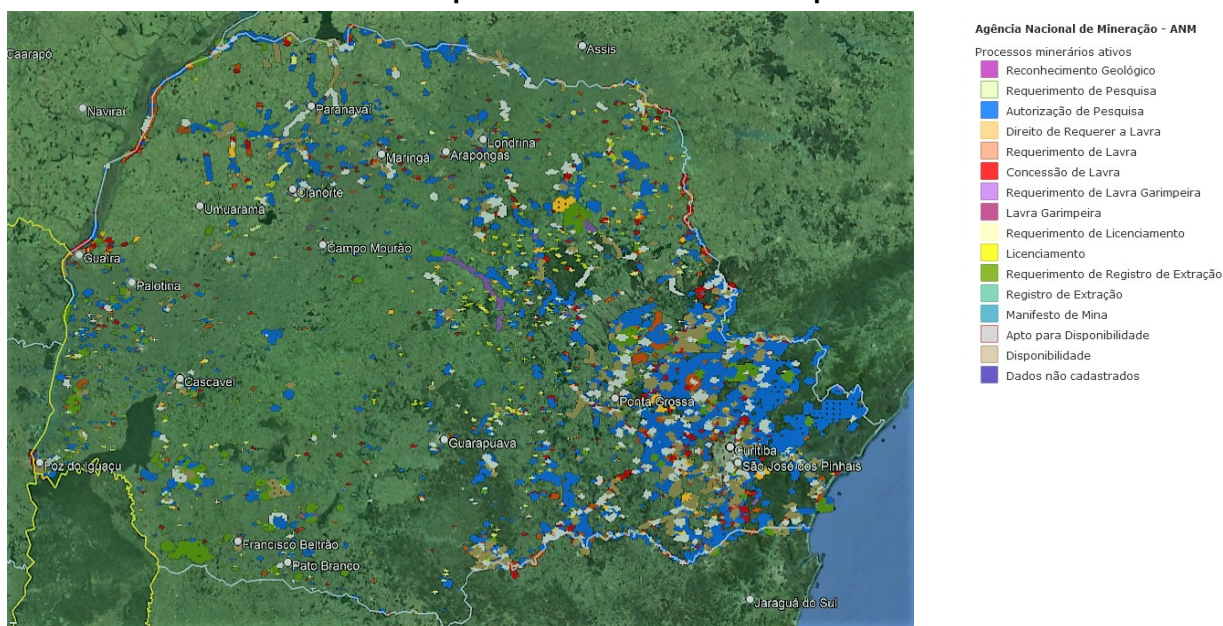 Agência Nacional de Mineração - ANM
Processos minerários ativos
Reconhecimento Geológico
Requerimento de Pesquisa
Autorização de Pesquisa
Direito de Requerer a Lavra
Requerimento de Lavra
Concessão de Lavra
Requerimento de Lavra Garimpeira
Lavra Garimpeira
Requerimento de Licenciamento
Licenciamento
Requerimento de Registro de Extração
Registro de Extração
Manifesto de Mina
Apto para Disponibilidade
Disponibilidade
Dados não cadastrados
Caarapó
Assis
Naviraí
Paranavaí
Londrina
Maringá
Arapongas
Cianorte
Umuarama
Campo Mourão
Guaíra
Palotina
Cascavel
Ponta Grossa
Guarapuava
Curitiba
Foz do Iguaçu
São José dos Pinhais
Francisco Beltrão
Pato Branco
Jaraguá do Sul